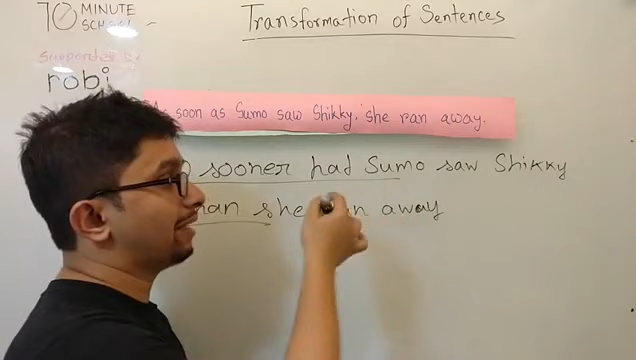 10 MINUTE
SCHOOL
Transformation of Sentences
robi
As soon as Sumo saw Shikky, she ran away.
sooner had Sumo saw Shikky
she away